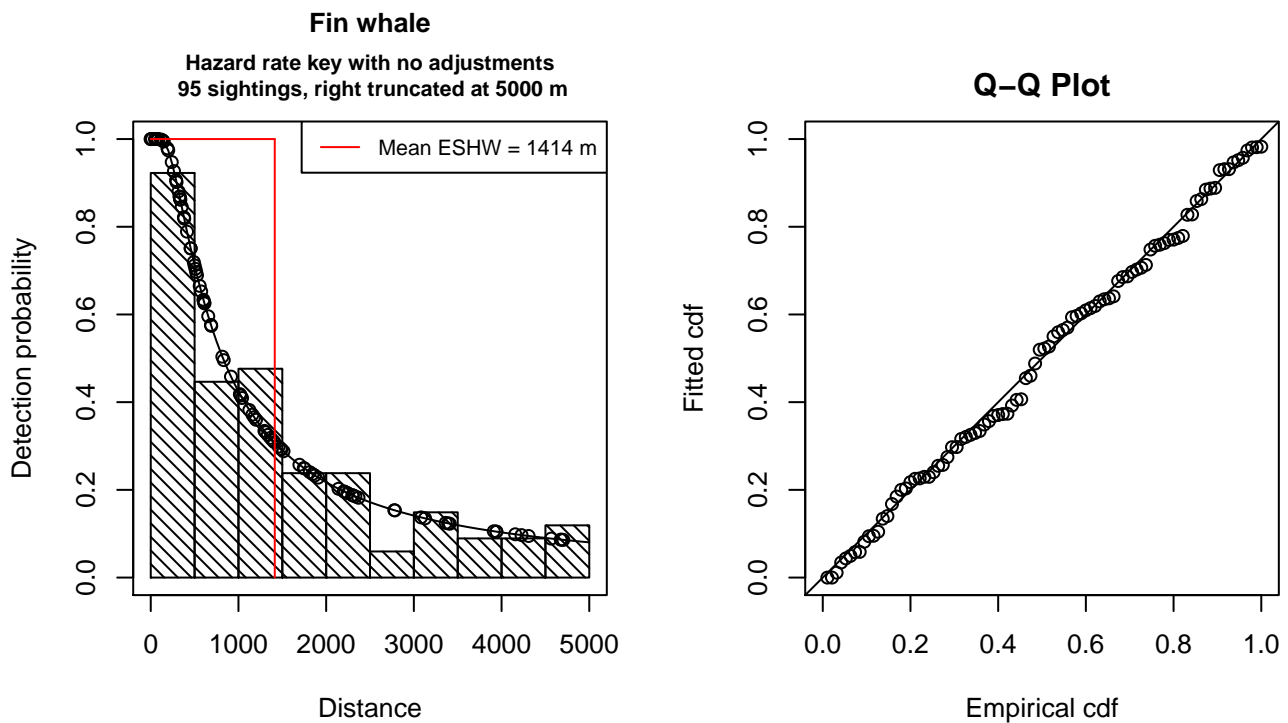 Fin whale
Hazard rate key with no adjustments
95 sightings, right truncated at 5000 m
Mean ESHW = 1414 m
Detection probability
1.0
0.8
0.6
0.4
0.2
0.0
0 1000 2000 3000 4000 5000
Distance
Q−Q Plot
Fitted cdf
1.0
0.8
0.6
0.4
0.2
0.0
0.0 0.2 0.4 0.6 0.8 1.0
Empirical cdf